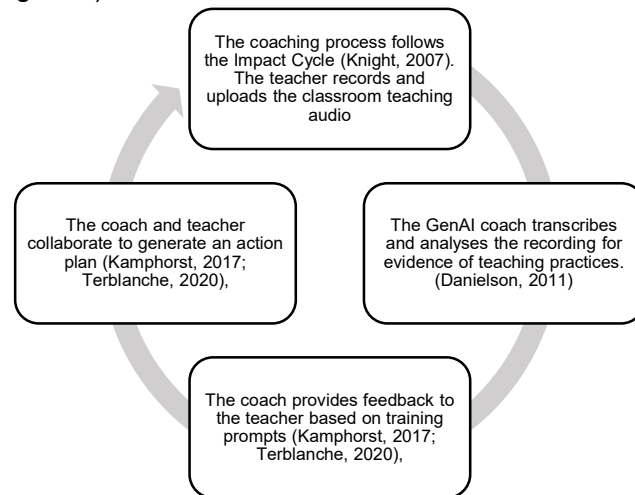 The coaching process follows
the Impact Cycle (Knight, 2007).
The teacher records and
uploads the classroom teaching
audio
The GenAI coach transcribes
and analyses the recording for
evidence of teaching practices.
(Danielson, 2011)
The coach provides feedback to
the teacher based on training
prompts (Kamphorst, 2017;
Terblanche, 2020),
The coach and teacher
collaborate to generate an action
plan (Kamphorst, 2017;
Terblanche, 2020),